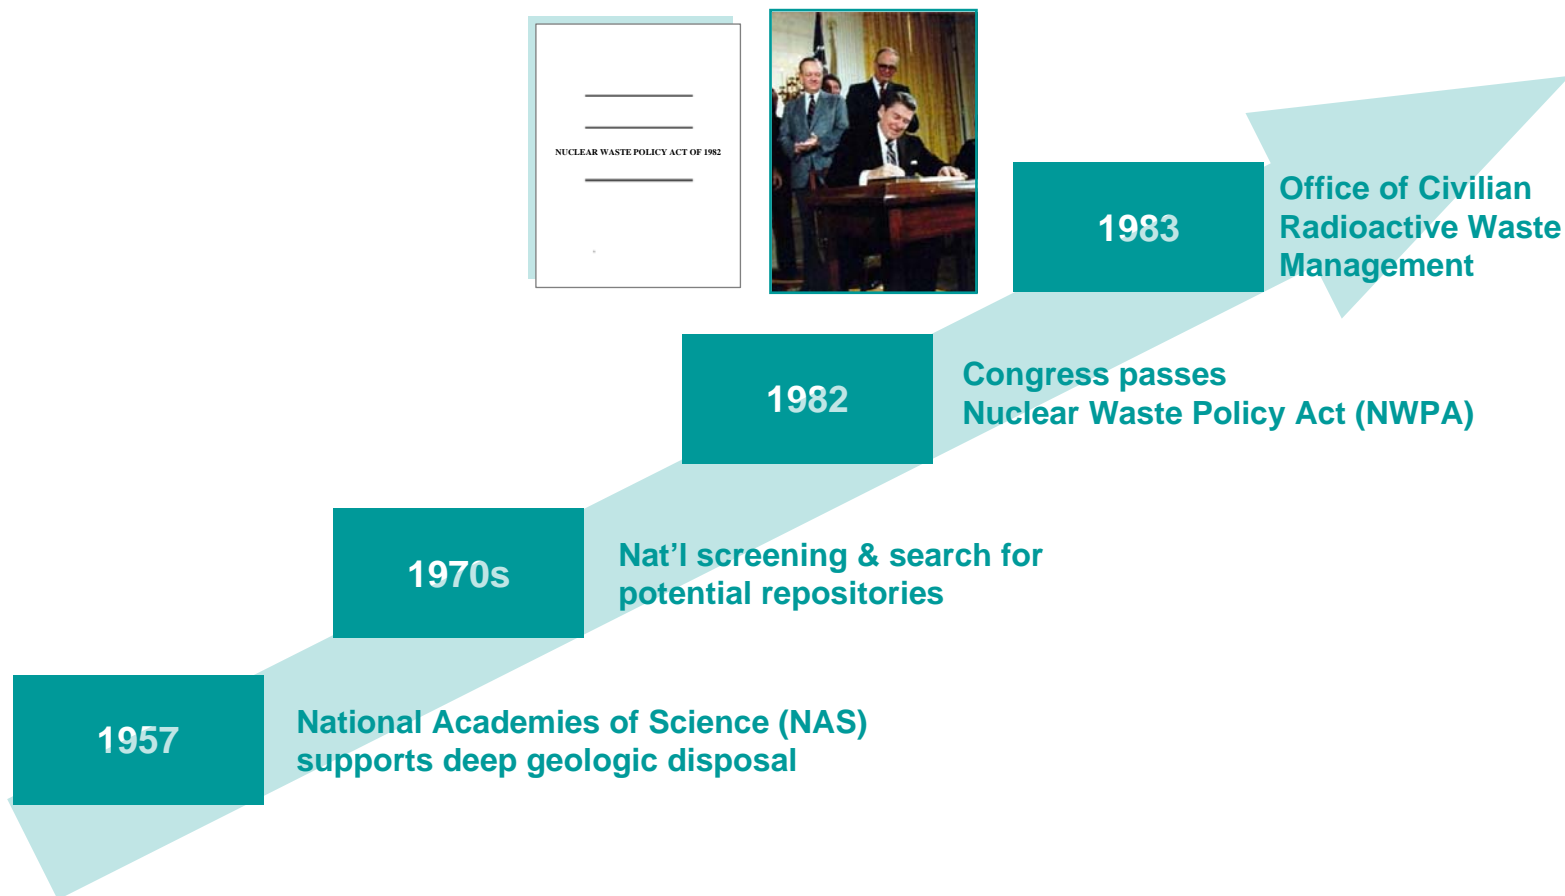 NUCLEAR WASTE POLICY ACT OF 1982
1983
Office of Civilian
Radioactive Waste
Management
1982
Congress passes
Nuclear Waste Policy Act (NWPA)
1970s
Nat’l screening & search for
potential repositories
1957
National Academies of Science (NAS)
supports deep geologic disposal